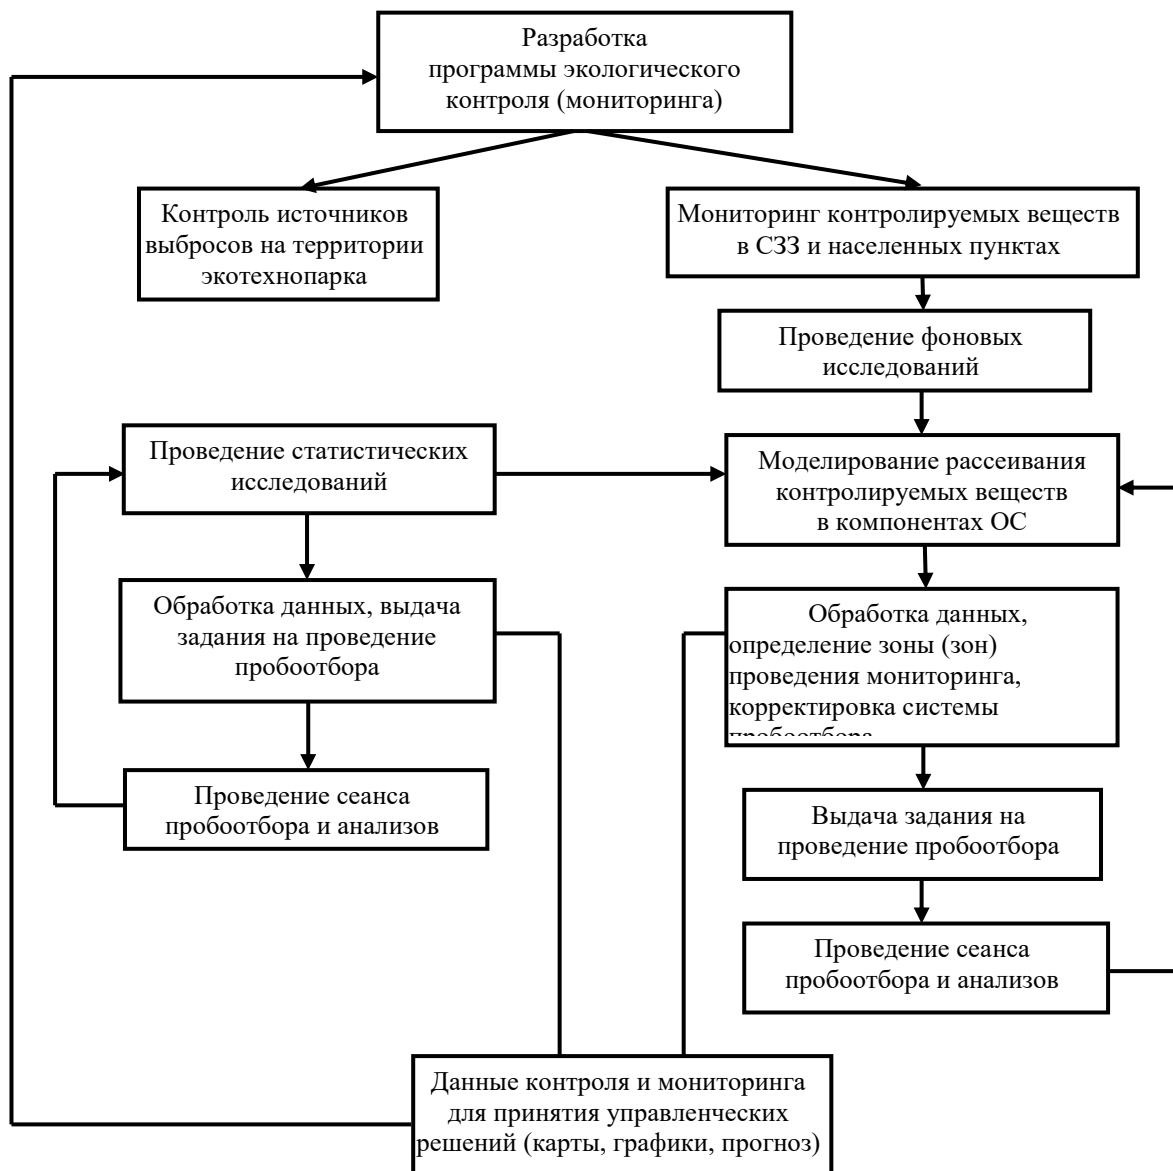 Разработка
программы экологического
контроля (мониторинга)
Контроль источников
выбросов на территории
экотехнопарка
Мониторинг контролируемых веществ
в СЗЗ и населенных пунктах
Проведение фоновых
исследований
Проведение статистических
исследований
Моделирование рассеивания
контролируемых веществ
в компонентах ОС
Обработка данных, выдача
задания на проведение
пробоотбора
Обработка данных,
определение зоны (зон)
проведения мониторинга,
корректировка системы
пробоотбора
Проведение сеанса
пробоотбора и анализов
Выдача задания на
проведение пробоотбора
Проведение сеанса
пробоотбора и анализов
Данные контроля и мониторинга
для принятия управленческих
решений (карты, графики, прогноз)